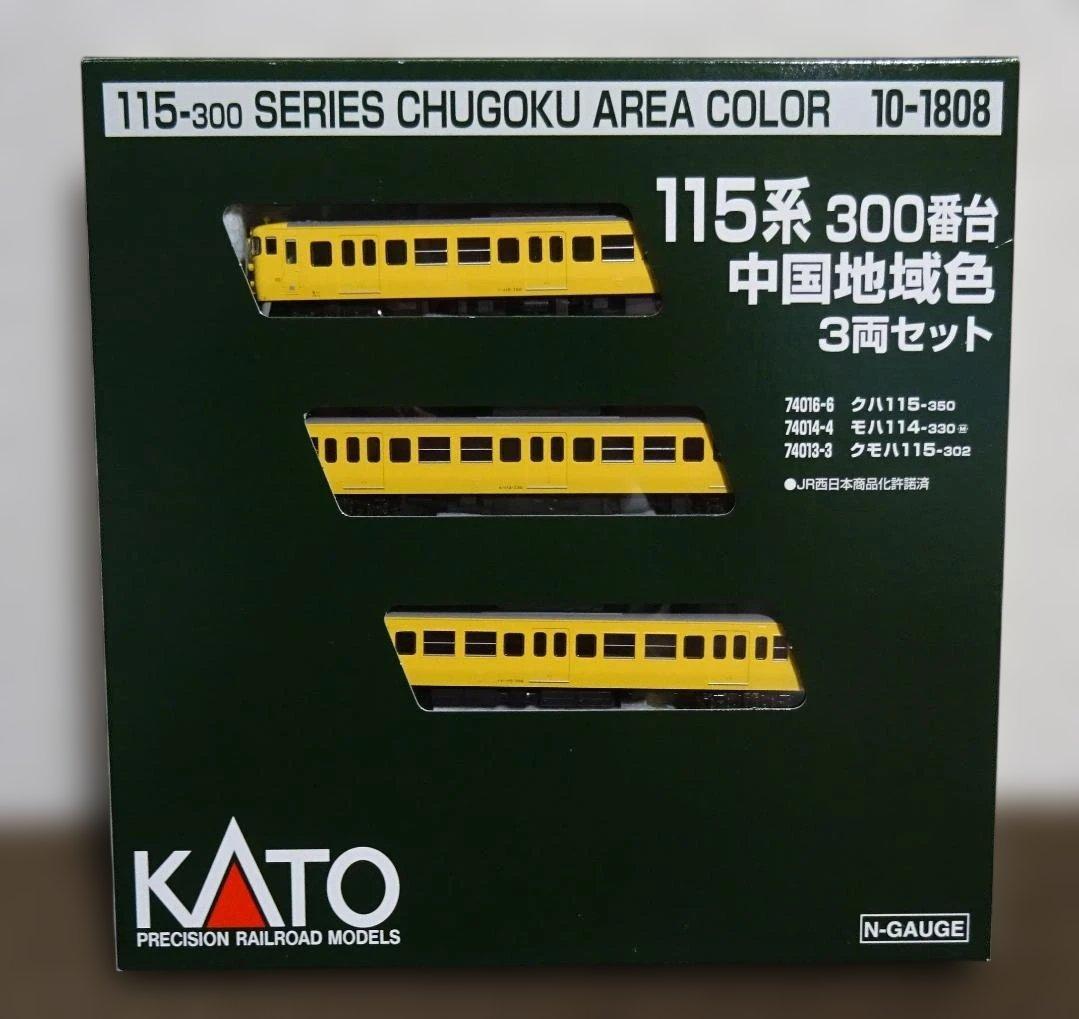 115-300 SERIES CHUGOKU AREA COLOR 10-1808
115系 300番台
中国地域色
3両セット
74016-6 クハ115-350
74014-4 モハ114-330Ⓜ
74013-3 クモハ115-302
●JR西日本商品化許諾済
KATO
PRECISION RAILROAD MODELS
N-GAUGE